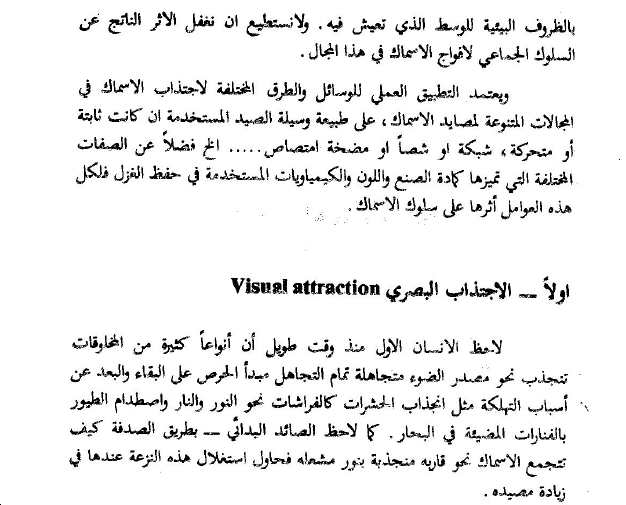 بالظروف البيئية للوسط الذي تعيش فيه . ولانستطيع ان نغفل الاثر الناتج عن
السلوك الجماعي لافواج الاسماك في هذا المجال .
ويعتمد التطبيق العملي للوسائل والطرق المختلفة لاجتذاب الاسماك في
المجالات المتنوعة لمصايد الاسماك ، على طبيعة وسيلة الصيد المستخدمة ان كانت ثابتة
أو متحركة ، شبكة او شصاً او مضخة امتصاص ..... الخ فضلاً عن الصفات
المختلفة التي تميزها كمادة الصنع واللون والكيمياويات المستخدمة في حفظ الغزل فلكل
هذه العوامل أثرها على سلوك الاسماك .
اولاً ــ الاجتذاب البصري Visual attraction
لاحظ الانسان الاول منذ وقت طويل أن أنواعاً كثيرة من المخلوقات
تنجذب نحو مصدر الضوء متجاهلة تمام التجاهل مبدأ الحرص على البقاء والبعد عن
أسباب التهلكة مثل انجذاب الحشرات كالفراشات نحو النور والنار واصطدام الطيور
بالفنارات المضيئة في البحار . كما لاحظ الصائد البدائي ــ بطريق الصدفة كيف
تتجمع الاسماك نحو قاربه منجذبة بنور مشعله فحاول استغلال هذه النزعة عندها في
زيادة مصيده .